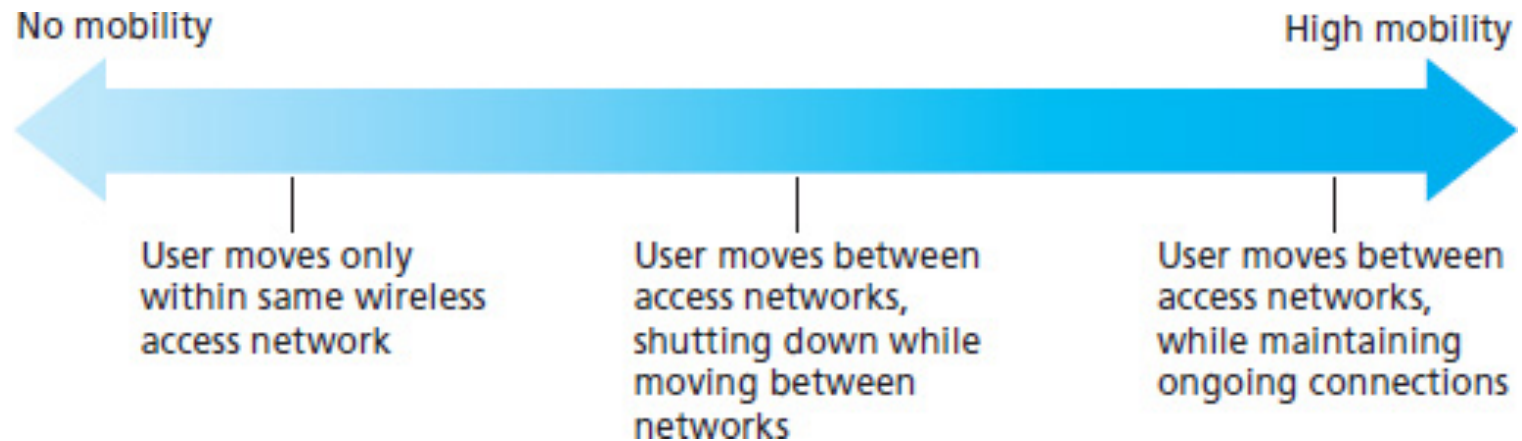 No mobility
High mobility
User moves only
within same wireless
access network
User moves between
access networks,
shutting down while
moving between
networks
User moves between
access networks,
while maintaining
ongoing connections